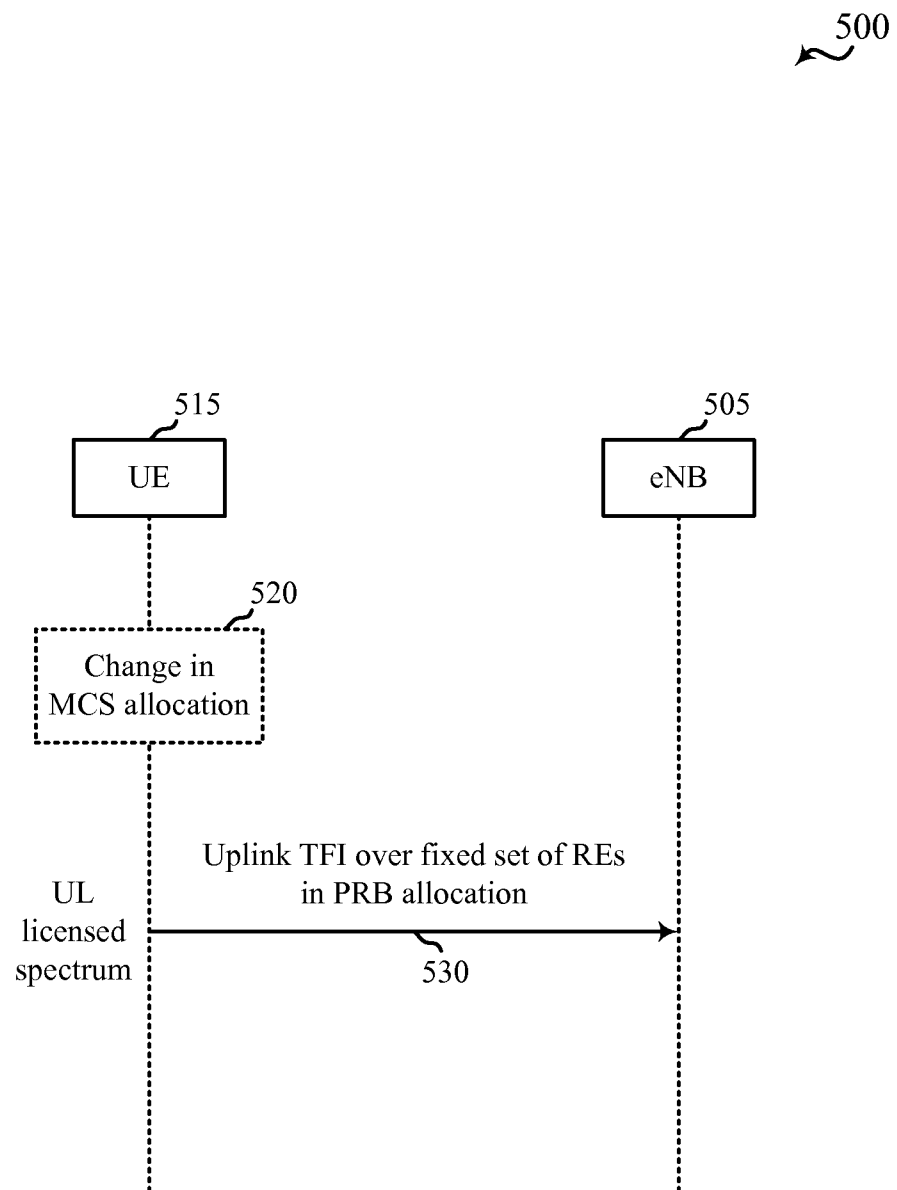 500
515
505
UE
eNB
520
Change in
MCS allocation
Uplink TFI over fixed set of REs
in PRB allocation
UL
licensed
spectrum
530